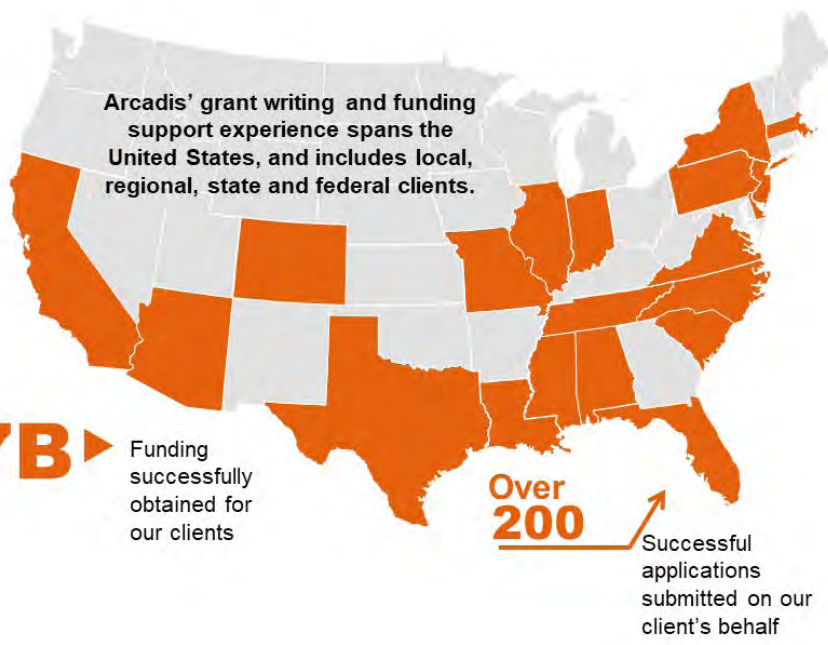 Arcadis’ grant writing and funding
support experience spans the
United States, and includes local,
regional, state and federal clients.
7B
Funding
successfully
obtained for
our clients
Over
200
Successful
applications
submitted on our
client’s behalf